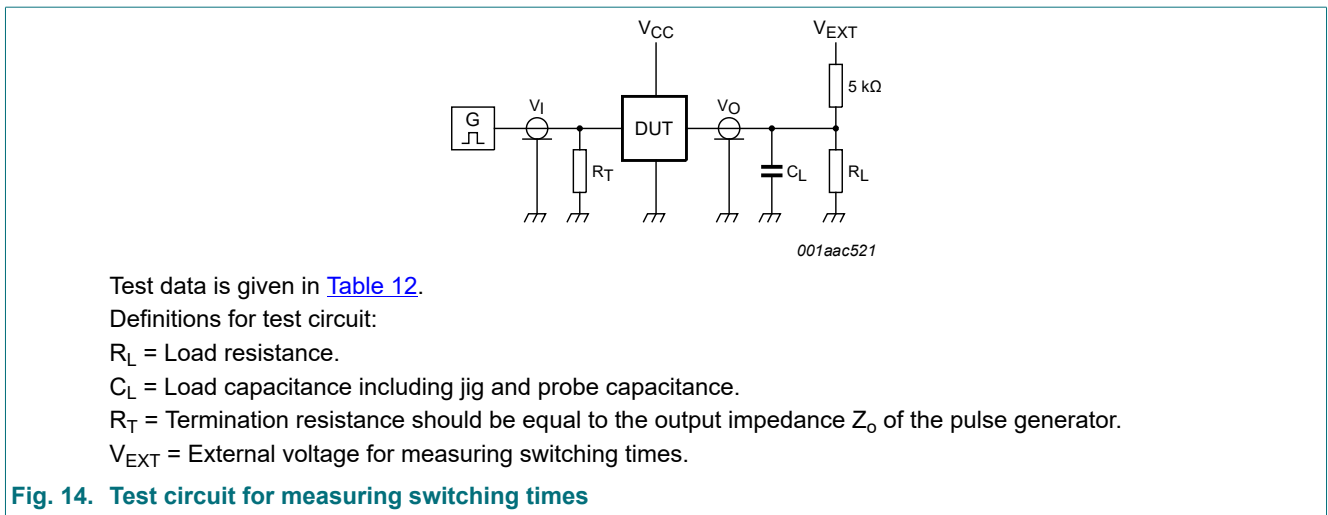 VCC
VEXT
5 kΩ
G
VI
DUT
VO
RT
CL
RL
001aac521
Test data is given in Table 12.
Definitions for test circuit:
RL = Load resistance.
CL = Load capacitance including jig and probe capacitance.
RT = Termination resistance should be equal to the output impedance Zo of the pulse generator.
VEXT = External voltage for measuring switching times.
Fig. 14. Test circuit for measuring switching times